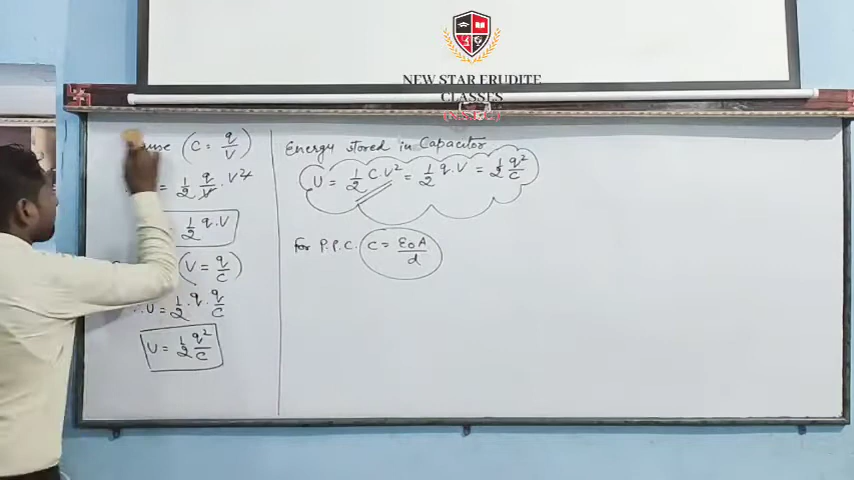 NEW STAR ERUDITE
CLASSES
use (C = q/V)
= 1/2 q/V · V²
1/2 q.V
(V = q/C)
∴ U = 1/2 · q · q/C
U = 1/2 q²/C
Energy stored in Capacitor
U = 1/2 C.V² = 1/2 q.V = 1/2 q²/C
for P.P.C. C = ε₀A/d